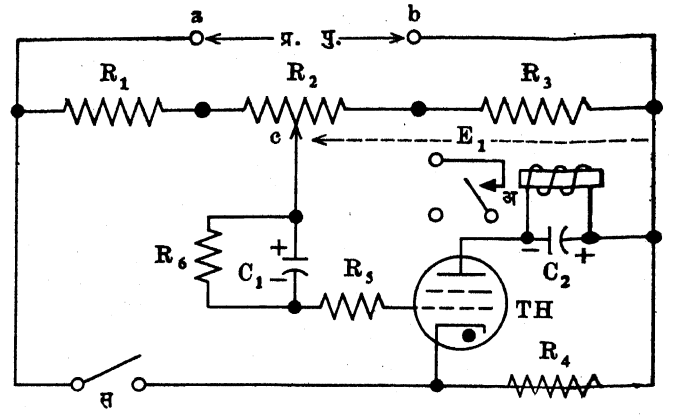 a b
प्र. पु.
R₁ R₂ R₃
c E₁
अ
R₆ + C₁ − R₅ − C₂ +
TH
R₄
स